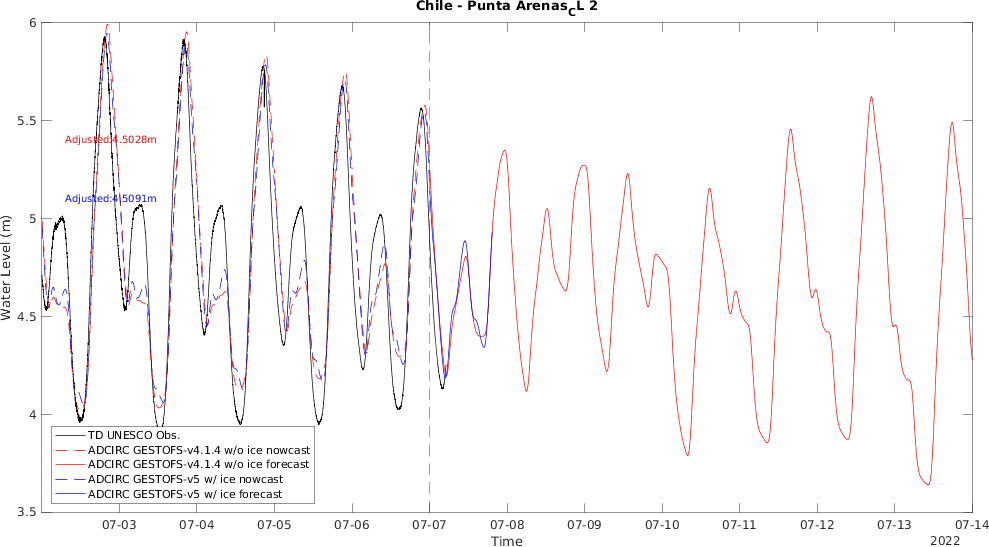 Chile - Punta Arenas_CL 2
6
5.5
5
4.5
4
3.5
Water Level (m)
Adjusted:4.5028m
Adjusted:4.5091m
TD UNESCO Obs.
ADCIRC GESTOFS-v4.1.4 w/o ice nowcast
ADCIRC GESTOFS-v4.1.4 w/o ice forecast
ADCIRC GESTOFS-v5 w/ ice nowcast
ADCIRC GESTOFS-v5 w/ ice forecast
07-03 07-04 07-05 07-06 07-07 07-08 07-09 07-10 07-11 07-12 07-13 07-14
Time
2022